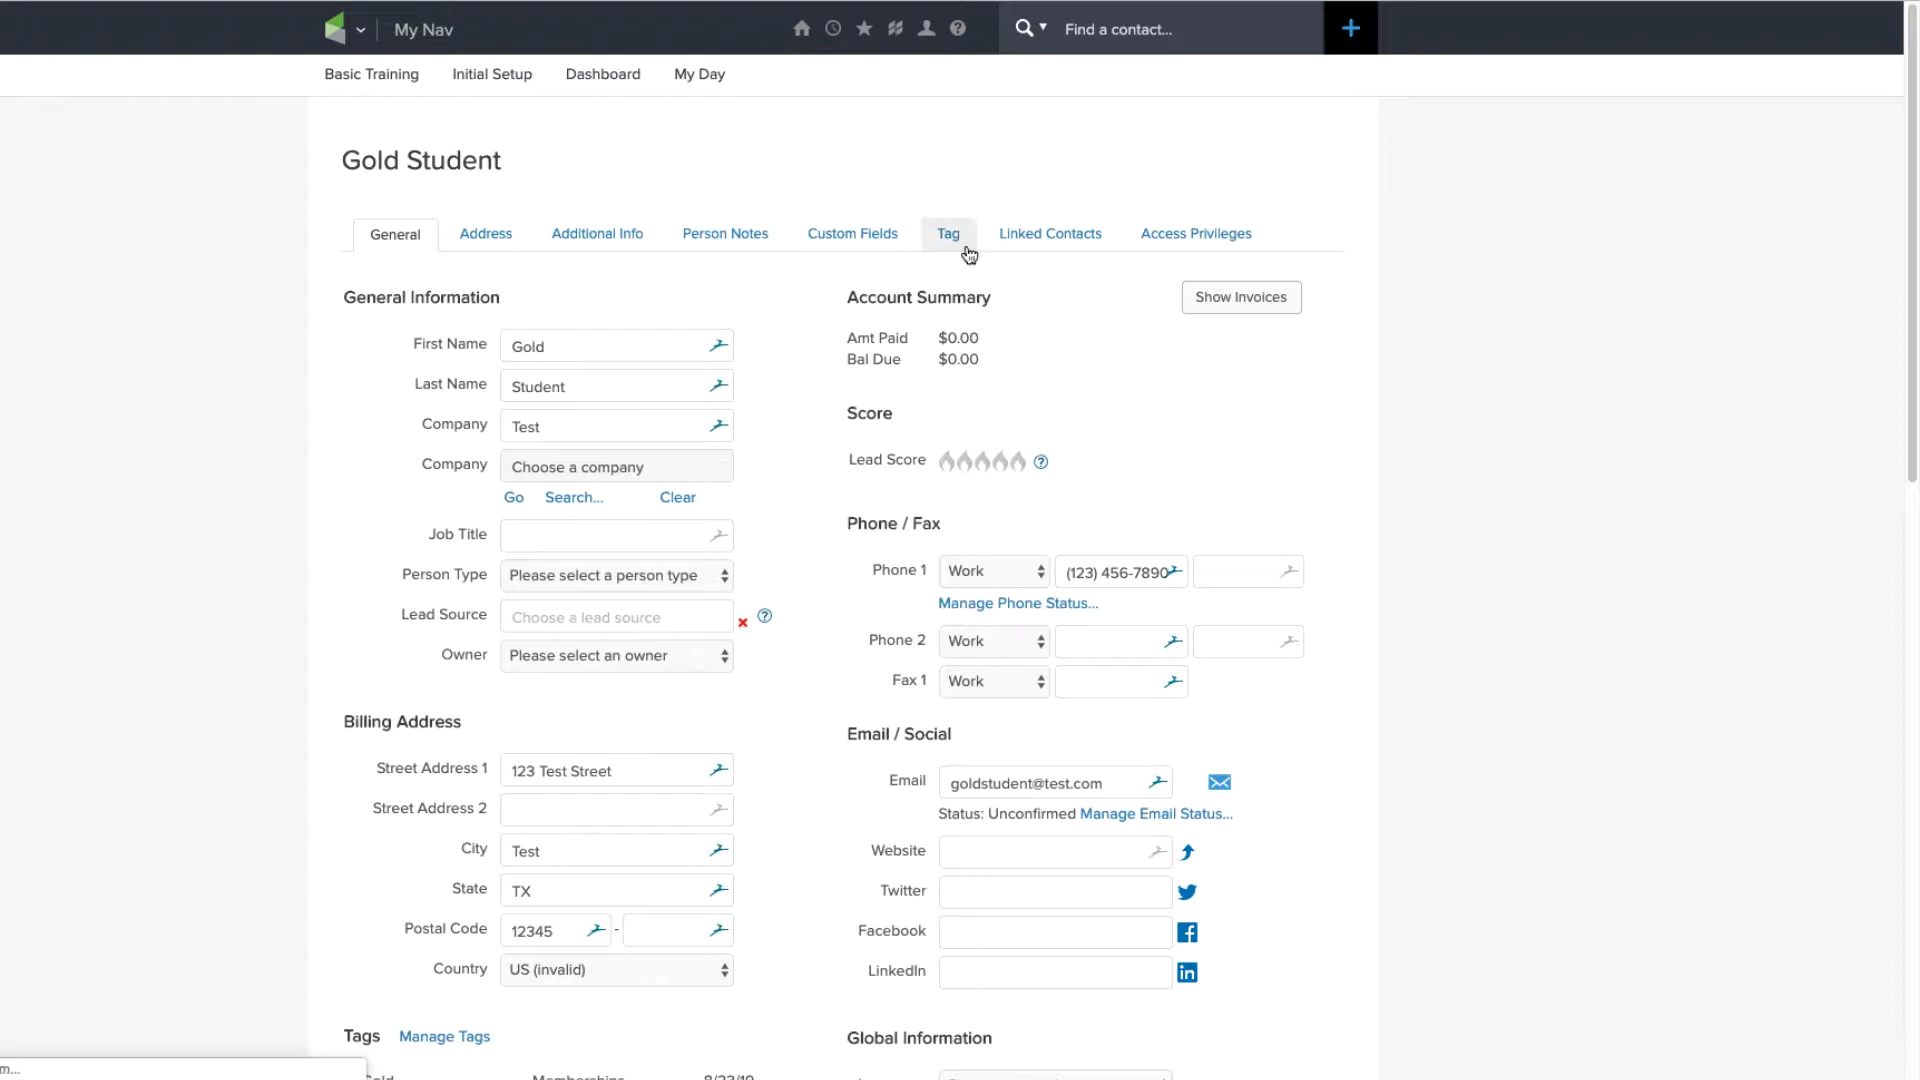 My Nav
Find a contact...
Basic Training Initial Setup Dashboard My Day
Gold Student
General Address Additional Info Person Notes Custom Fields Tag Linked Contacts Access Privileges
General Information
First Name Gold
Last Name Student
Company Test
Company Choose a company
Go Search... Clear
Job Title
Person Type Please select a person type
Lead Source Choose a lead source
Owner Please select an owner
Billing Address
Street Address 1 123 Test Street
Street Address 2
City Test
State TX
Postal Code 12345 -
Country US (invalid)
Tags Manage Tags
Account Summary Show Invoices
Amt Paid $0.00
Bal Due $0.00
Score
Lead Score
Phone / Fax
Phone 1 Work (123) 456-7890
Manage Phone Status...
Phone 2 Work
Fax 1 Work
Email / Social
Email goldstudent@test.com
Status: Unconfirmed Manage Email Status...
Website
Twitter
Facebook
LinkedIn
Global Information